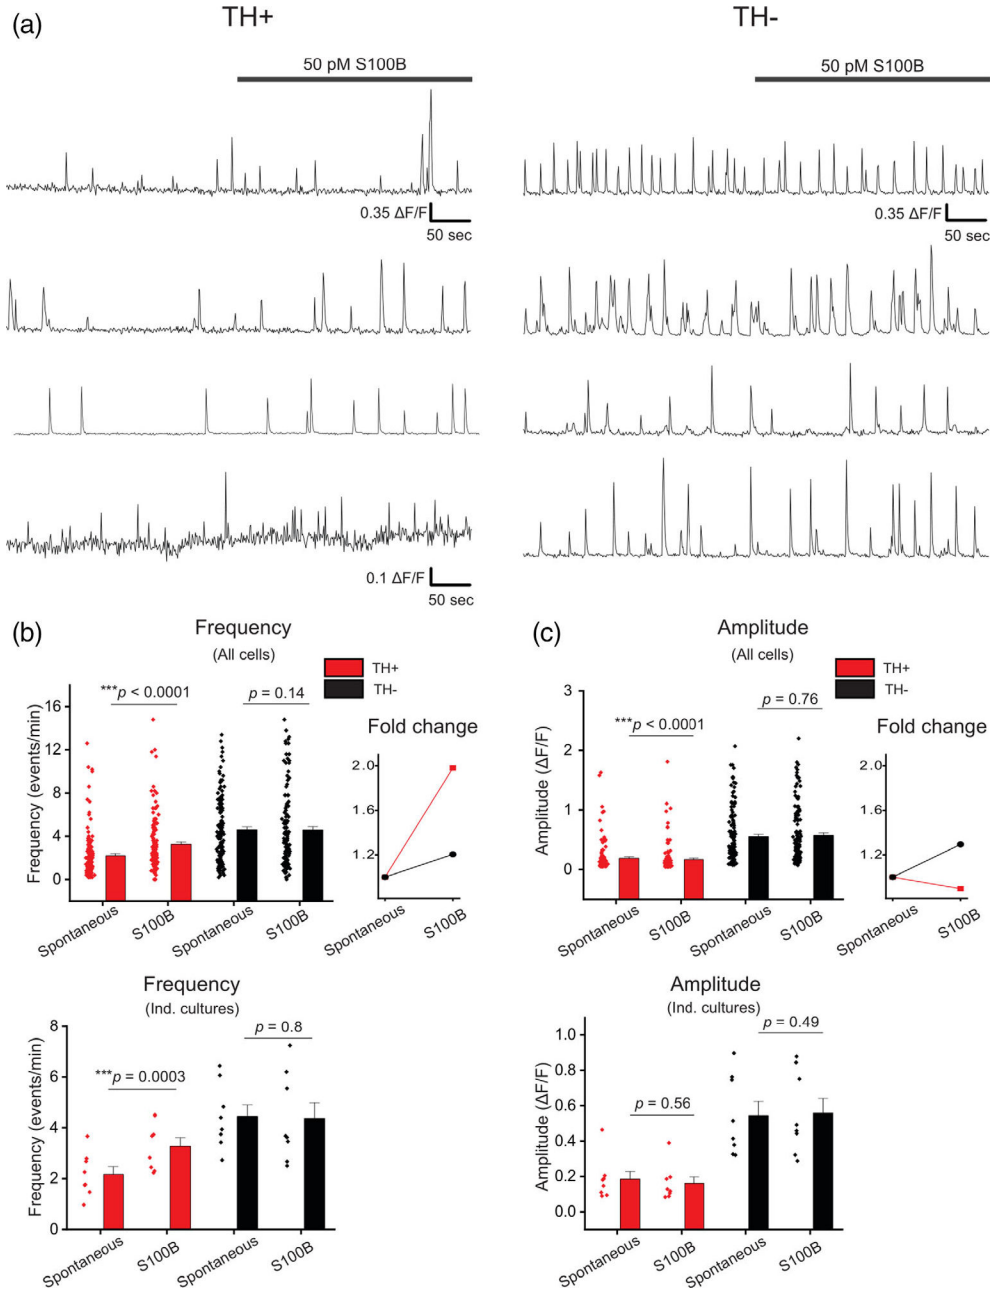 (a)
TH+
TH-
50 pM S100B
50 pM S100B
0.35 ΔF/F
50 sec
0.35 ΔF/F
50 sec
0.1 ΔF/F
50 sec
(b)
Frequency
(All cells)
TH+
TH-
***p < 0.0001
p = 0.14
Frequency (events/min)
16
12
8
4
0
Spontaneous
S100B
Spontaneous
S100B
Fold change
2.0
1.6
1.2
Spontaneous
S100B
Frequency
(Ind. cultures)
***p = 0.0003
p = 0.8
Frequency (events/min)
8
6
4
2
0
Spontaneous
S100B
Spontaneous
S100B
(c)
Amplitude
(All cells)
TH+
TH-
***p < 0.0001
p = 0.76
Amplitude (ΔF/F)
3
2
1
0
Spontaneous
S100B
Spontaneous
S100B
Fold change
2.0
1.6
1.2
Spontaneous
S100B
Amplitude
(Ind. cultures)
p = 0.56
p = 0.49
Amplitude (ΔF/F)
1.0
0.8
0.6
0.4
0.2
0.0
Spontaneous
S100B
Spontaneous
S100B